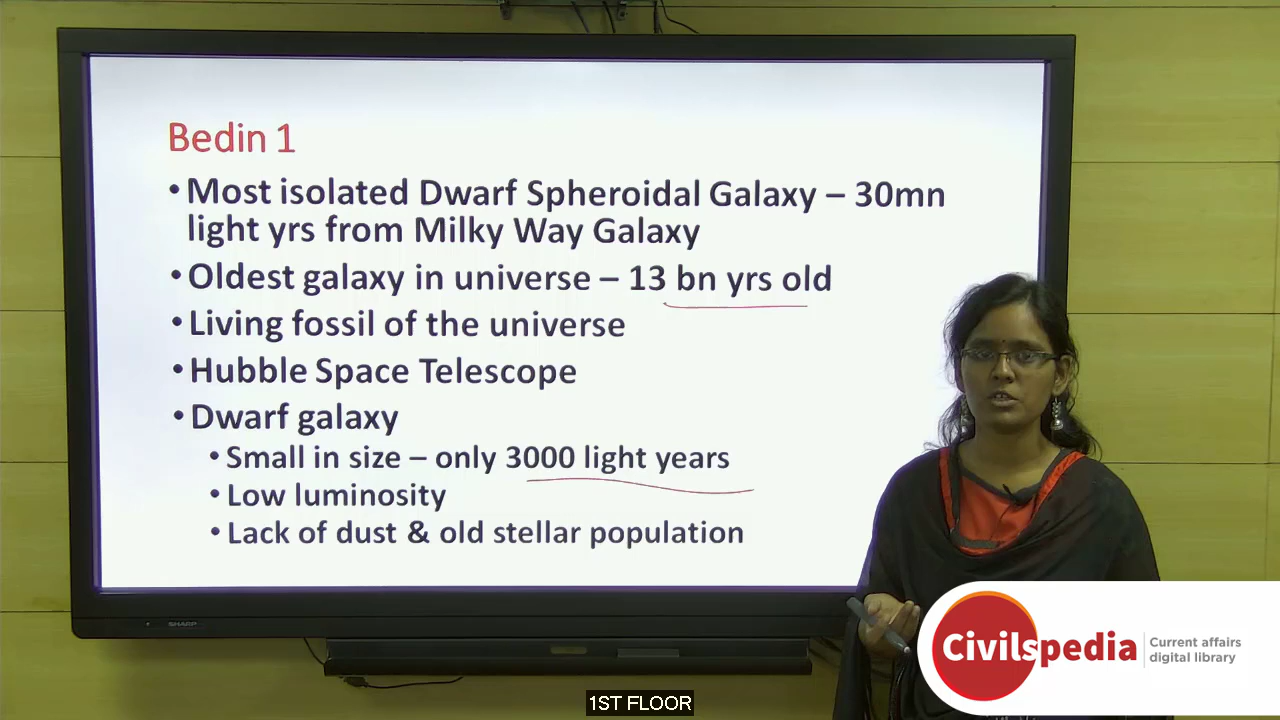 Bedin 1
• Most isolated Dwarf Spheroidal Galaxy – 30mn
light yrs from Milky Way Galaxy
• Oldest galaxy in universe – 13 bn yrs old
• Living fossil of the universe
• Hubble Space Telescope
• Dwarf galaxy
• Small in size – only 3000 light years
• Low luminosity
• Lack of dust & old stellar population
SHARP
Civilspedia
Current affairs
digital library
1ST FLOOR